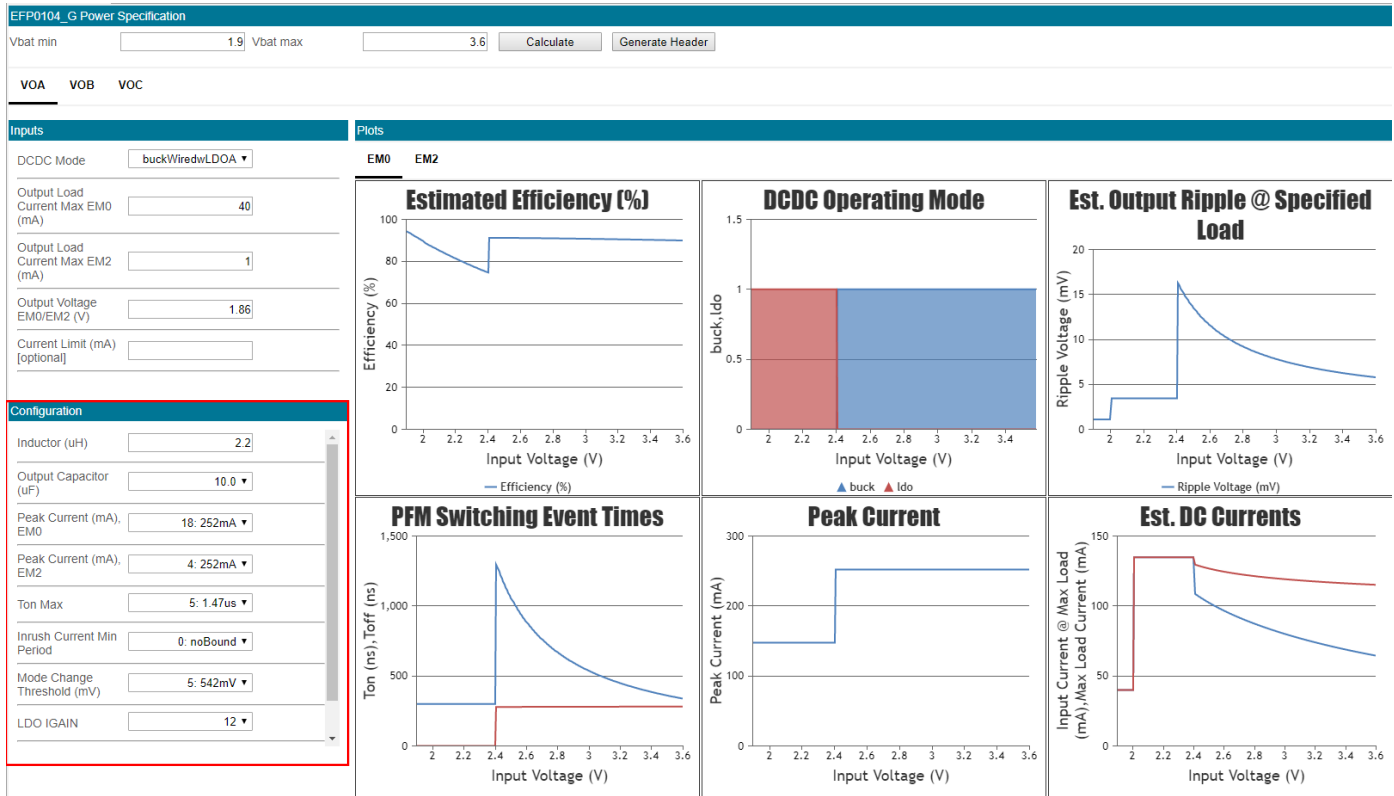 EFP0104_G Power Specification
Vbat min 1.9 Vbat max 3.6 Calculate Generate Header
VOA VOB VOC
Inputs
DCDC Mode buckWiredwLDOA
Output Load
Current Max EM0
(mA)
40
Output Load
Current Max EM2
(mA)
1
Output Voltage
EM0/EM2 (V)
1.86
Current Limit (mA)
[optional]
Configuration
Inductor (uH) 2.2
Output Capacitor
(uF)
10.0
Peak Current (mA),
EM0
18: 252mA
Peak Current (mA),
EM2
4: 252mA
Ton Max 5: 1.47us
Inrush Current Min
Period
0: noBound
Mode Change
Threshold (mV)
5: 542mV
LDO IGAIN 12
Plots
EM0 EM2
Estimated Efficiency (%)
Efficiency (%)
100
80
60
40
20
0
2 2.2 2.4 2.6 2.8 3 3.2 3.4 3.6
Input Voltage (V)
Efficiency (%)
DCDC Operating Mode
buck,ldo
1.5
1
0.5
0
2 2.2 2.4 2.6 2.8 3 3.2 3.4
Input Voltage (V)
buck ldo
Est. Output Ripple @ Specified
Load
Ripple Voltage (mV)
20
15
10
5
0
2 2.2 2.4 2.6 2.8 3 3.2 3.4 3.6
Input Voltage (V)
Ripple Voltage (mV)
PFM Switching Event Times
Ton (ns),Toff (ns)
1,500
1,000
500
0
2 2.2 2.4 2.6 2.8 3 3.2 3.4 3.6
Input Voltage (V)
Peak Current
Peak Current (mA)
300
200
100
0
2 2.2 2.4 2.6 2.8 3 3.2 3.4 3.6
Input Voltage (V)
Est. DC Currents
Input Current @ Max Load
(mA),Max Load Current (mA)
150
100
50
0
2 2.2 2.4 2.6 2.8 3 3.2 3.4 3.6
Input Voltage (V)